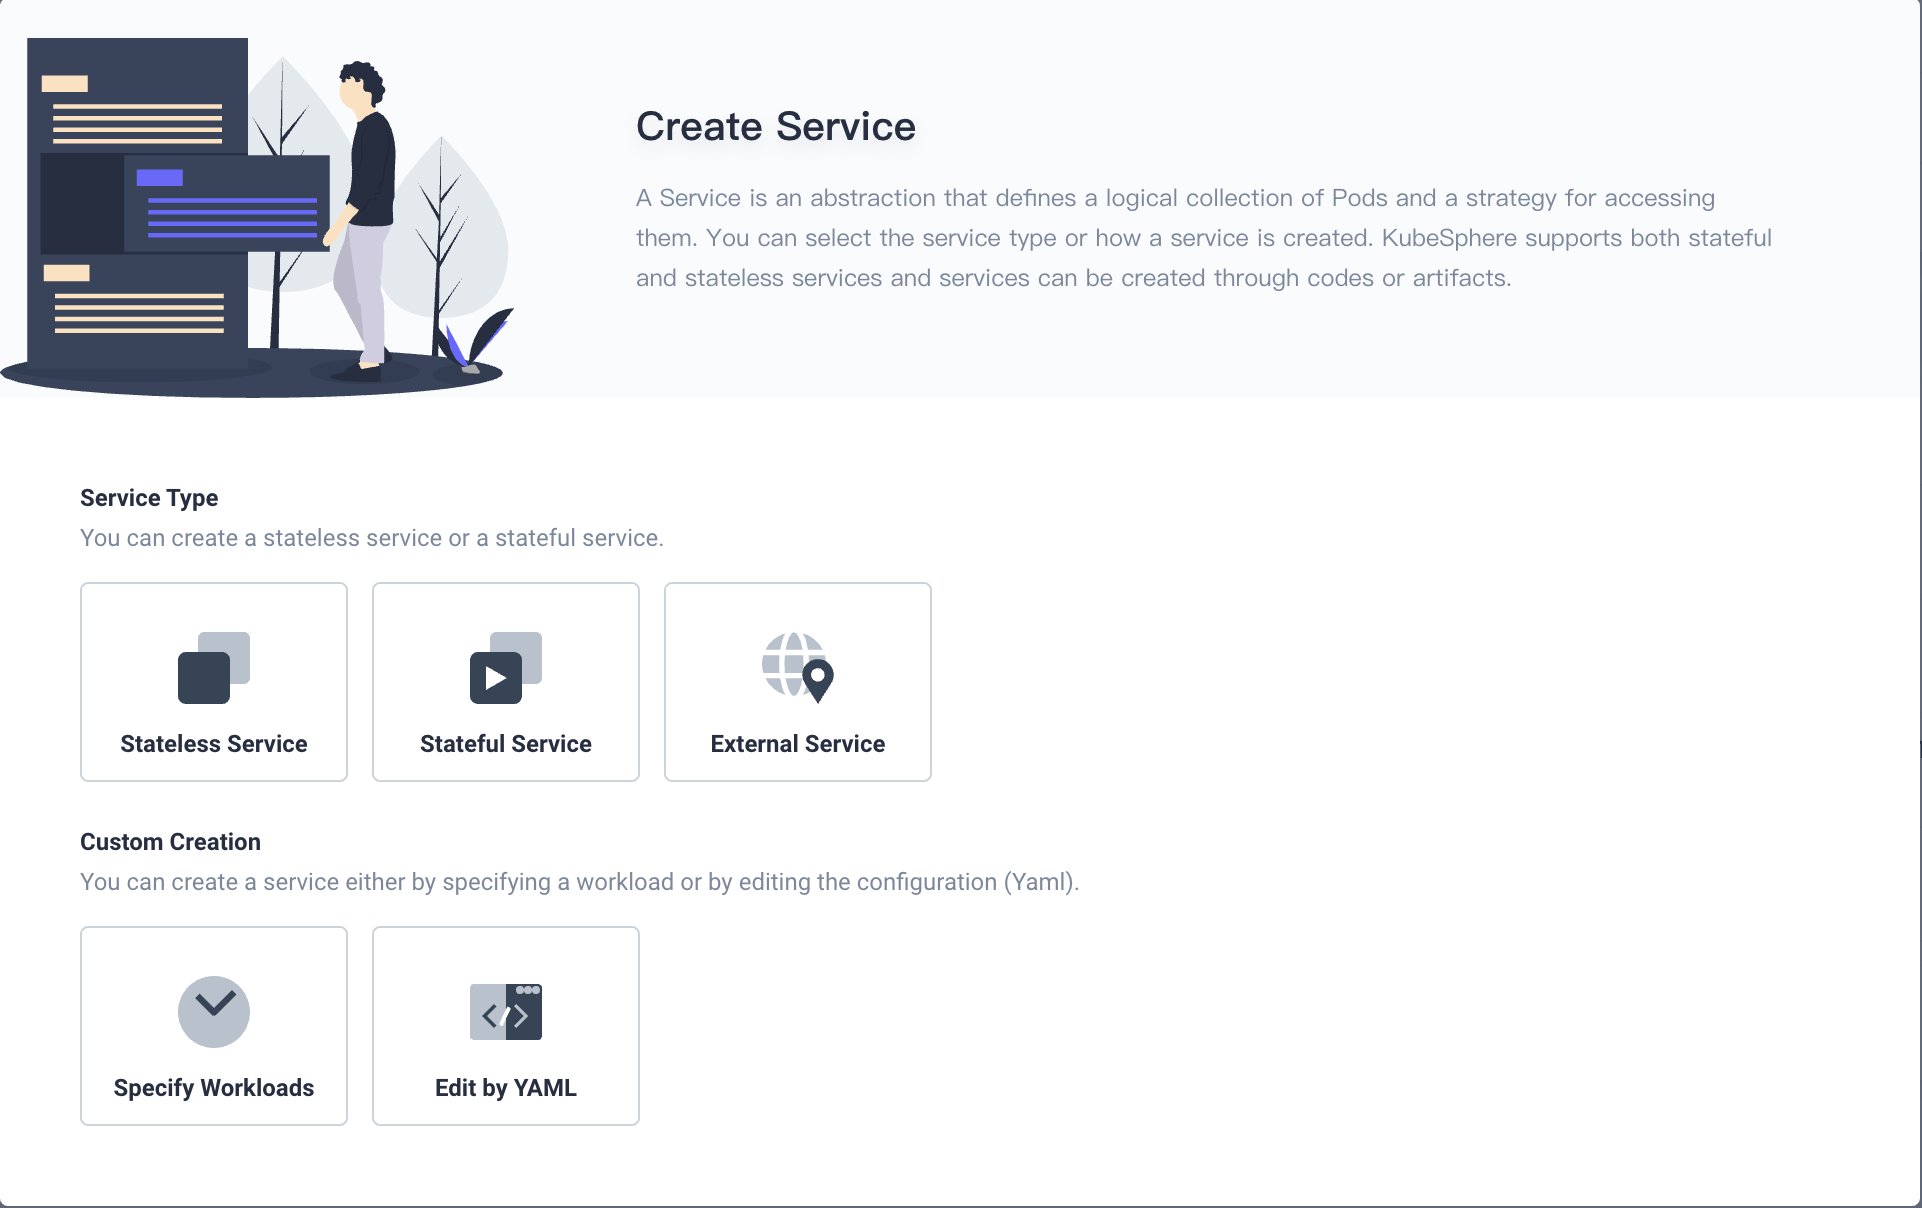 Create Service
A Service is an abstraction that defines a logical collection of Pods and a strategy for accessing
them. You can select the service type or how a service is created. KubeSphere supports both stateful
and stateless services and services can be created through codes or artifacts.
Service Type
You can create a stateless service or a stateful service.
Stateless Service
Stateful Service
External Service
Custom Creation
You can create a service either by specifying a workload or by editing the configuration (Yaml).
Specify Workloads
Edit by YAML